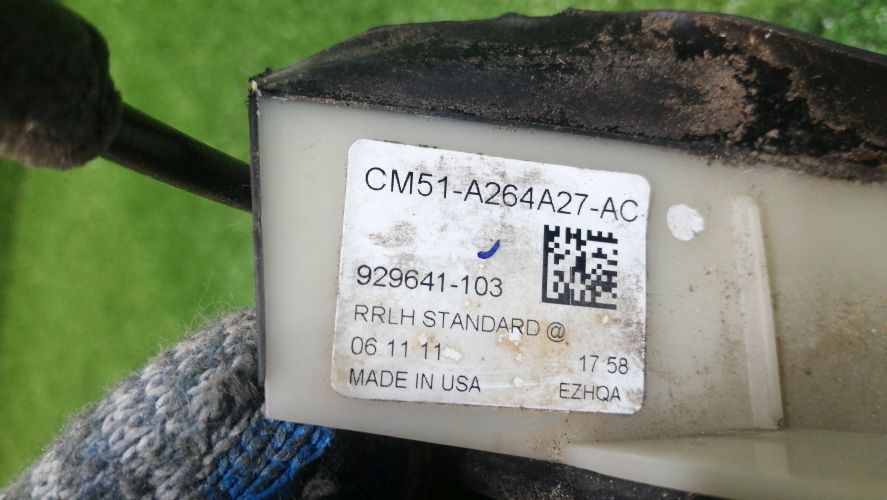 CM51-A264A27-AC
929641-103
RRLH STANDARD @
06 11 11
17 58
MADE IN USA
EZHQA